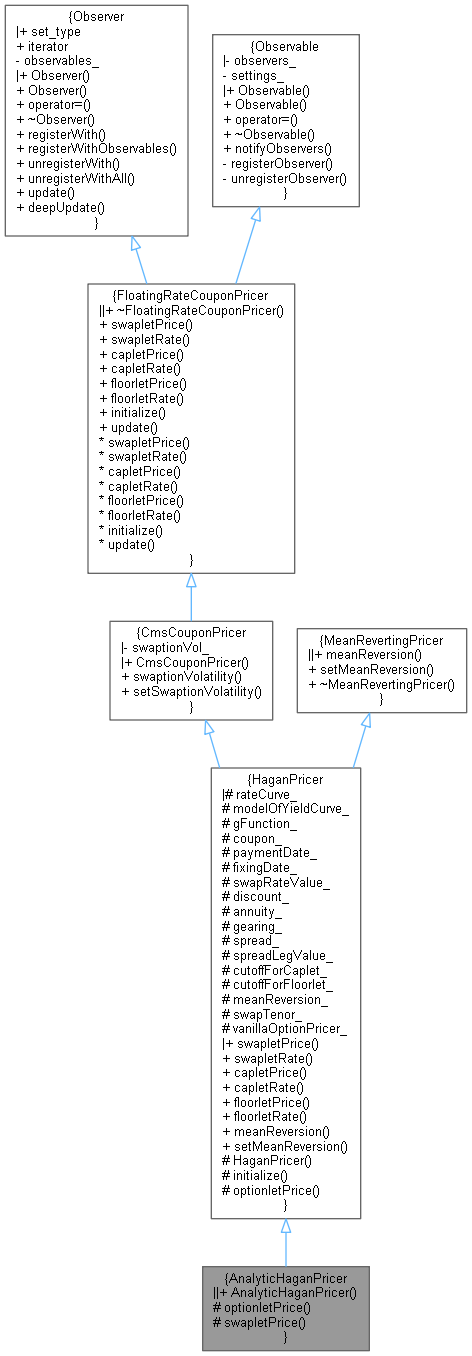 {Observer
|+ set_type
+ iterator
- observables_
|+ Observer()
+ Observer()
+ operator=()
+ ~Observer()
+ registerWith()
+ registerWithObservables()
+ unregisterWith()
+ unregisterWithAll()
+ update()
+ deepUpdate()
}
{Observable
|- observers_
- settings_
|+ Observable()
+ Observable()
+ operator=()
+ ~Observable()
+ notifyObservers()
- registerObserver()
- unregisterObserver()
}
{FloatingRateCouponPricer
||+ ~FloatingRateCouponPricer()
+ swapletPrice()
+ swapletRate()
+ capletPrice()
+ capletRate()
+ floorletPrice()
+ floorletRate()
+ initialize()
+ update()
* swapletPrice()
* swapletRate()
* capletPrice()
* capletRate()
* floorletPrice()
* floorletRate()
* initialize()
* update()
}
{CmsCouponPricer
|- swaptionVol_
|+ CmsCouponPricer()
+ swaptionVolatility()
+ setSwaptionVolatility()
}
{MeanRevertingPricer
||+ meanReversion()
+ setMeanReversion()
+ ~MeanRevertingPricer()
}
{HaganPricer
|# rateCurve_
# modelOfYieldCurve_
# gFunction_
# coupon_
# paymentDate_
# fixingDate_
# swapRateValue_
# discount_
# annuity_
# gearing_
# spread_
# spreadLegValue_
# cutoffForCaplet_
# cutoffForFloorlet_
# meanReversion_
# swapTenor_
# vanillaOptionPricer_
|+ swapletPrice()
+ swapletRate()
+ capletPrice()
+ capletRate()
+ floorletPrice()
+ floorletRate()
+ meanReversion()
+ setMeanReversion()
# HaganPricer()
# initialize()
# optionletPrice()
}
{AnalyticHaganPricer
||+ AnalyticHaganPricer()
# optionletPrice()
# swapletPrice()
}